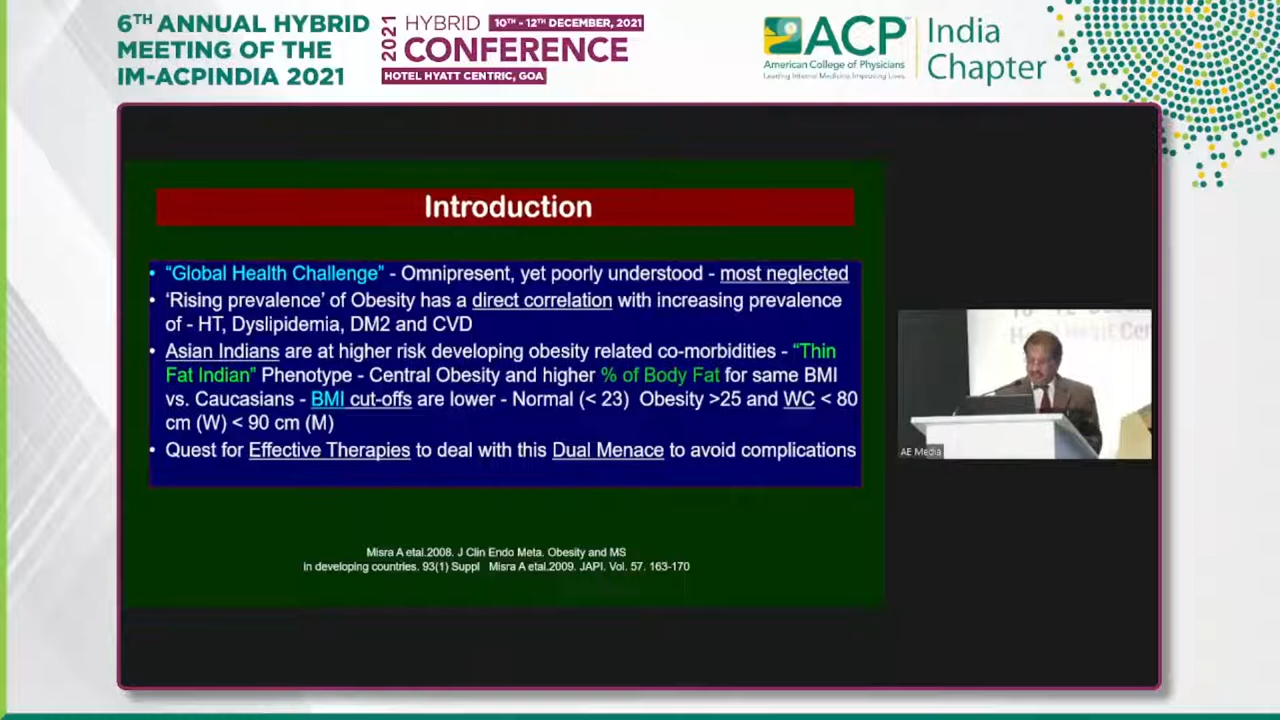 6TH ANNUAL HYBRID
MEETING OF THE
IM-ACPINDIA 2021
2021
HYBRID
10TH - 12TH DECEMBER, 2021
CONFERENCE
HOTEL HYATT CENTRIC, GOA
ACP
American College of Physicians
Leading Internal Medicine, Improving Lives
India
Chapter
Introduction
• “Global Health Challenge” - Omnipresent, yet poorly understood - most neglected
• ‘Rising prevalence’ of Obesity has a direct correlation with increasing prevalence
of - HT, Dyslipidemia, DM2 and CVD
• Asian Indians are at higher risk developing obesity related co-morbidities - “Thin
Fat Indian” Phenotype - Central Obesity and higher % of Body Fat for same BMI
vs. Caucasians - BMI cut-offs are lower - Normal (< 23) Obesity >25 and WC < 80
cm (W) < 90 cm (M)
• Quest for Effective Therapies to deal with this Dual Menace to avoid complications
Misra A etal.2008. J Clin Endo Meta. Obesity and MS
in developing countries. 93(1) Suppl Misra A etal.2009. JAPI. Vol. 57. 163-170
AE Media